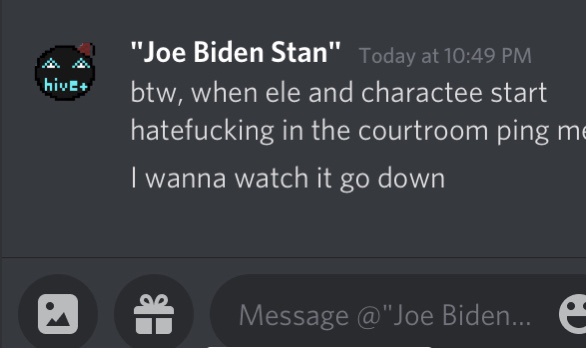 "Joe Biden Stan" Today at 10:49 PM
hive+
btw, when ele and charactee start
hatefucking in the courtroom ping me
I wanna watch it go down
Message @"Joe Biden...